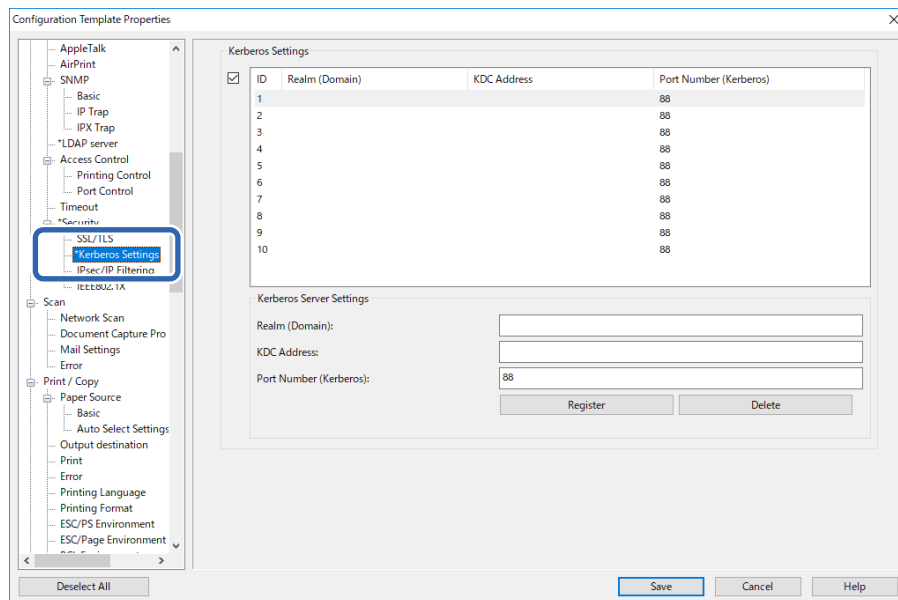 Configuration Template Properties
AppleTalk
AirPrint
SNMP
Basic
IP Trap
IPX Trap
*LDAP server
Access Control
Printing Control
Port Control
Timeout
*Security
SSL/TLS
*Kerberos Settings
IPsec/IP Filtering
IEEE802.1X
Scan
Network Scan
Document Capture Pro
Mail Settings
Error
Print / Copy
Paper Source
Basic
Auto Select Settings
Output destination
Print
Error
Printing Language
Printing Format
ESC/PS Environment
ESC/Page Environment
Kerberos Settings
ID Realm (Domain) KDC Address Port Number (Kerberos)
1 88
2 88
3 88
4 88
5 88
6 88
7 88
8 88
9 88
10 88
Kerberos Server Settings
Realm (Domain):
KDC Address:
Port Number (Kerberos): 88
Register Delete
Deselect All Save Cancel Help